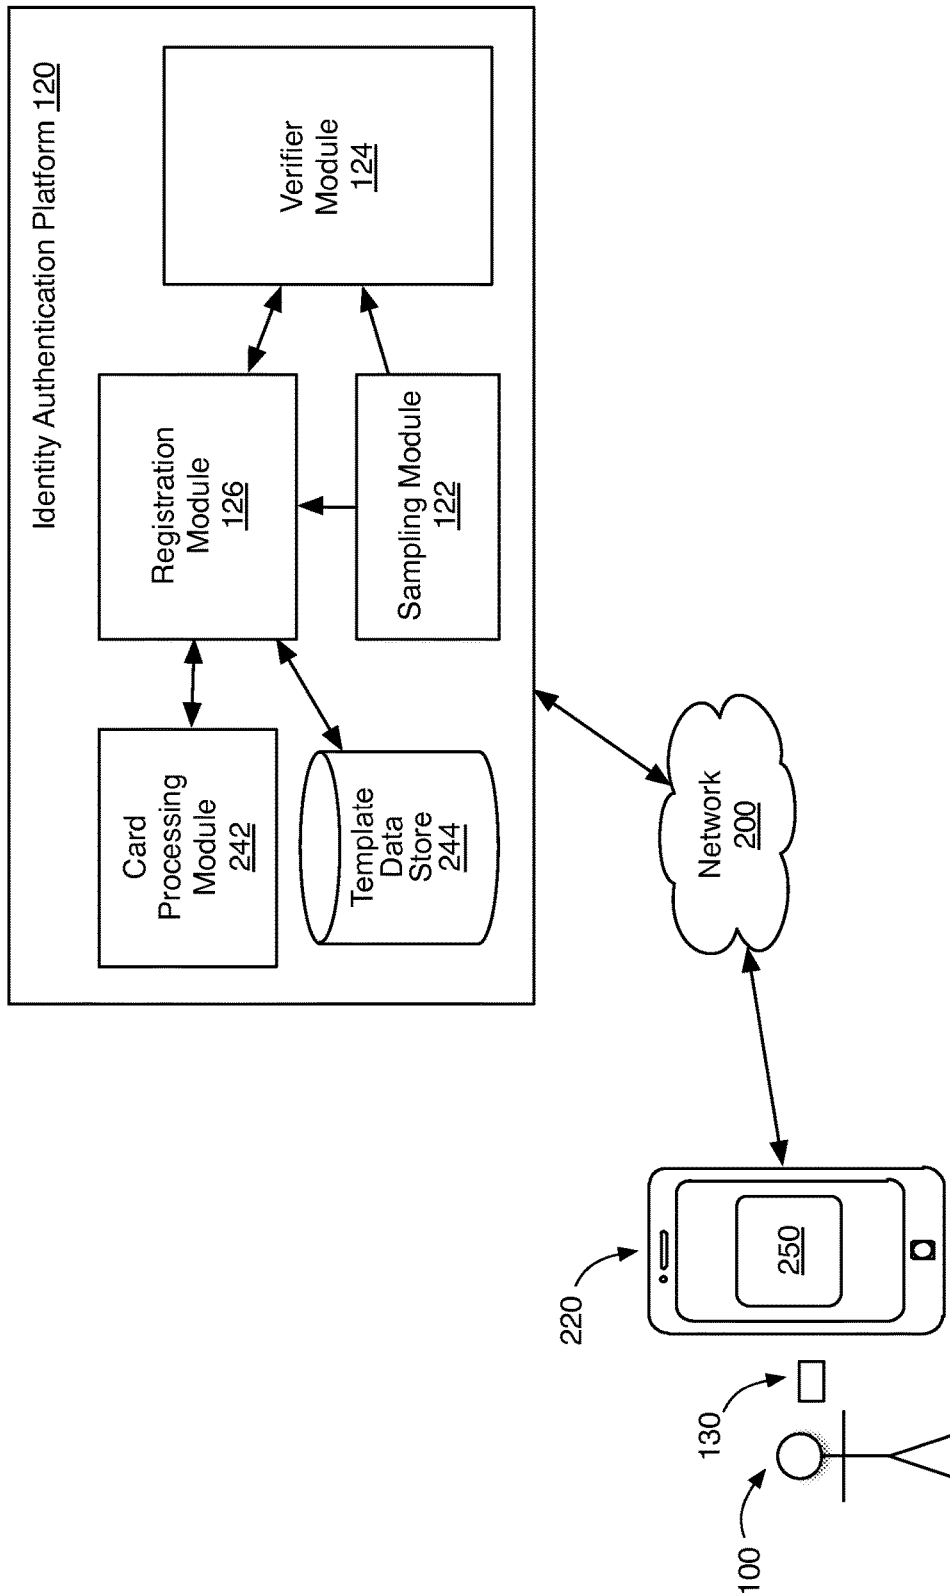 Identity Authentication Platform 120
Card
Processing
Module
242
Registration
Module
126
Verifier
Module
124
Template
Data
Store
244
Sampling Module
122
Network
200
220
250
130
100